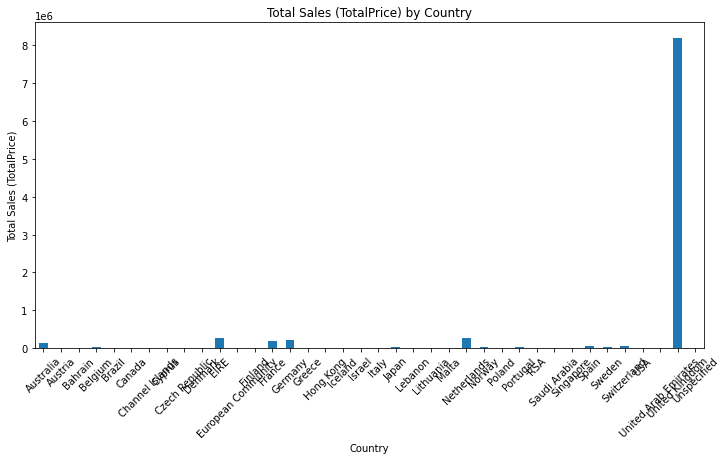 Total Sales (TotalPrice) by Country
1e6
8
7
6
5
4
3
2
1
0
Total Sales (TotalPrice)
Australia
Austria
Bahrain
Belgium
Brazil
Canada
Channel Islands
Cyprus
Czech Republic
Denmark
EIRE
European Community
Finland
France
Germany
Greece
Hong Kong
Iceland
Israel
Italy
Japan
Lebanon
Lithuania
Malta
Netherlands
Norway
Poland
Portugal
RSA
Saudi Arabia
Singapore
Spain
Sweden
Switzerland
USA
United Arab Emirates
United Kingdom
Unspecified
Country